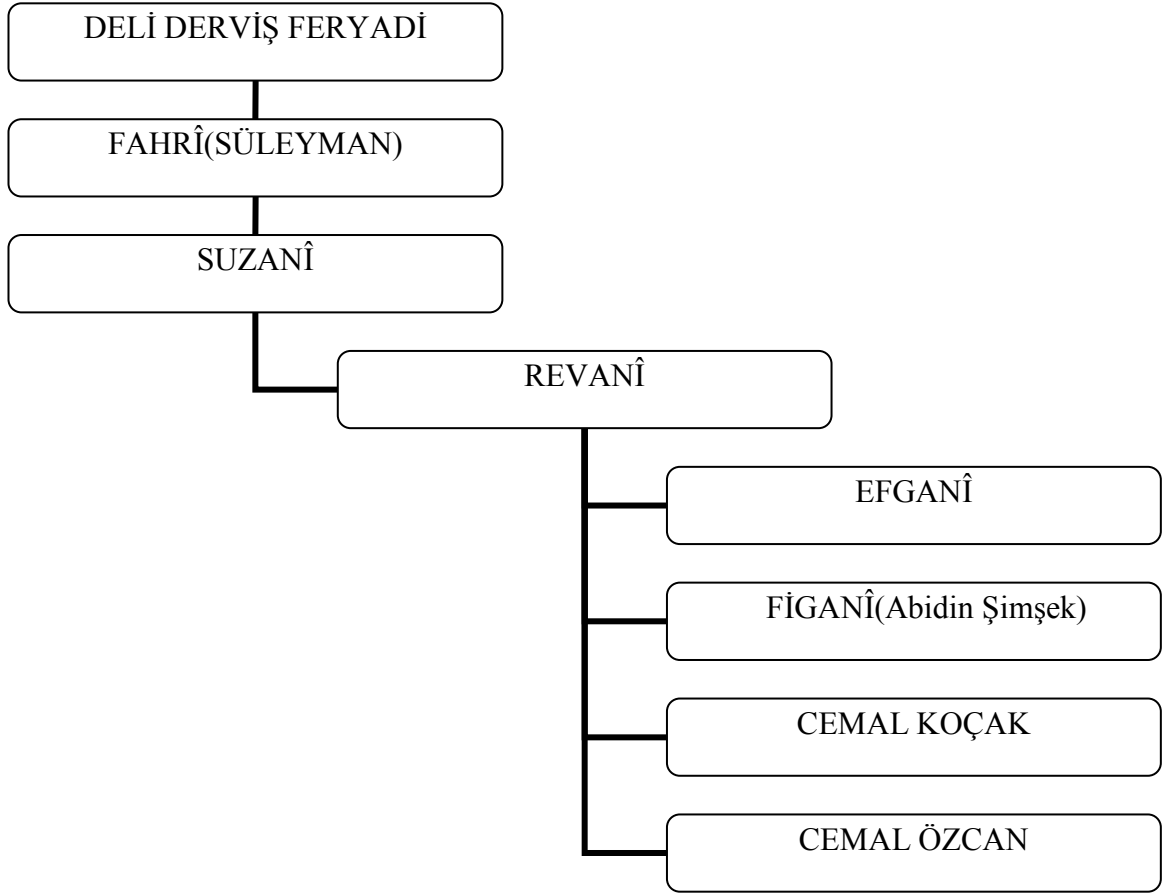 DELİ DERVİŞ FERYADİ
FAHRÎ(SÜLEYMAN)
SUZANÎ
REVANÎ
EFGANÎ
FİGANÎ(Abidin Şimşek)
CEMAL KOÇAK
CEMAL ÖZCAN